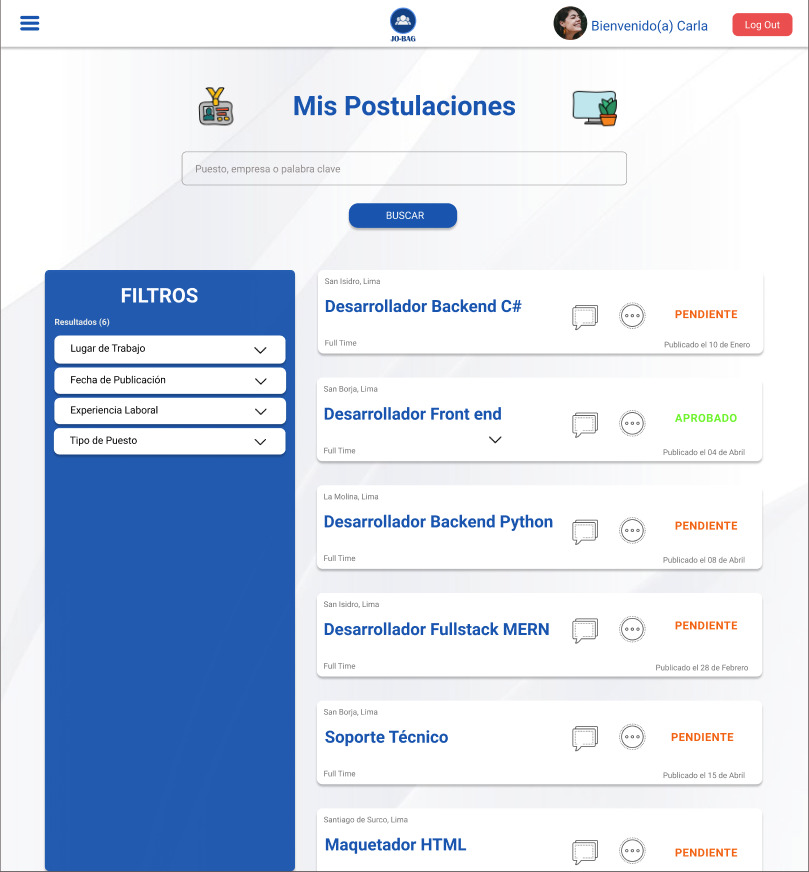 JO-BAG
Bienvenido(a) Carla
Log Out
Mis Postulaciones
Puesto, empresa o palabra clave
BUSCAR
FILTROS
Resultados (6)
Lugar de Trabajo
Fecha de Publicación
Experiencia Laboral
Tipo de Puesto
San Isidro, Lima
Desarrollador Backend C#
PENDIENTE
Full Time
Publicado el 10 de Enero
San Borja, Lima
Desarrollador Front end
APROBADO
Full Time
Publicado el 04 de Abril
La Molina, Lima
Desarrollador Backend Python
PENDIENTE
Full Time
Publicado el 08 de Abril
San Isidro, Lima
Desarrollador Fullstack MERN
PENDIENTE
Full Time
Publicado el 28 de Febrero
San Borja, Lima
Soporte Técnico
PENDIENTE
Full Time
Publicado el 15 de Abril
Santiago de Surco, Lima
Maquetador HTML
PENDIENTE